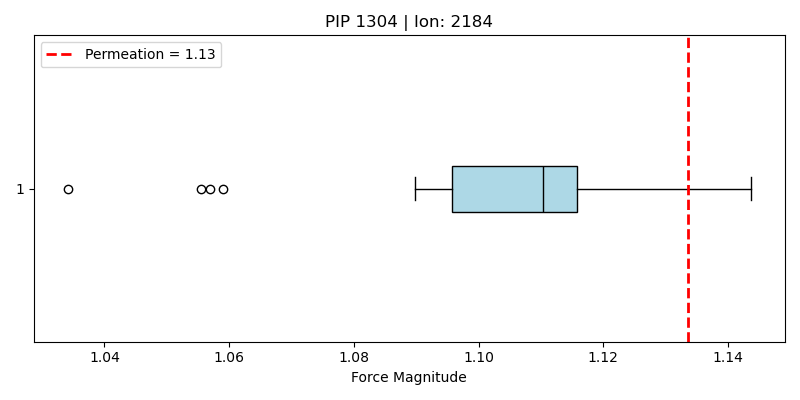 PIP 1304 | Ion: 2184
Permeation = 1.13
1
1.04 1.06 1.08 1.10 1.12 1.14
Force Magnitude